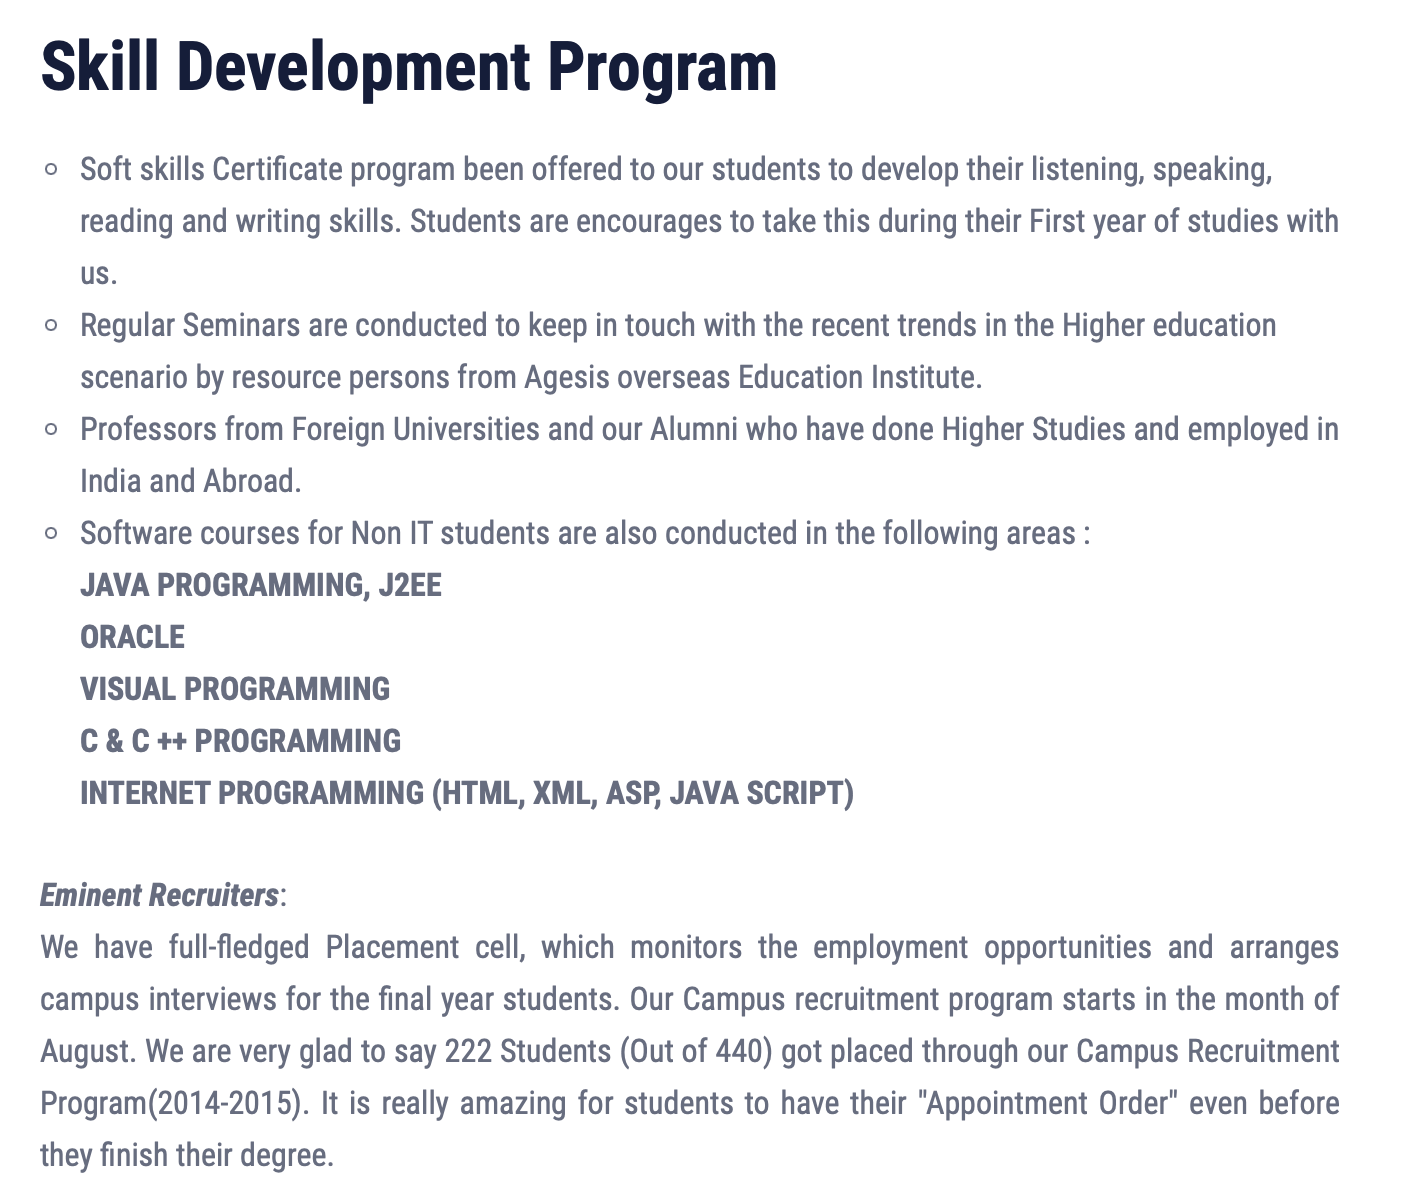 Skill Development Program
Soft skills Certificate program been offered to our students to develop their listening, speaking,
reading and writing skills. Students are encourages to take this during their First year of studies with
us.
Regular Seminars are conducted to keep in touch with the recent trends in the Higher education
scenario by resource persons from Agesis overseas Education Institute.
Professors from Foreign Universities and our Alumni who have done Higher Studies and employed in
India and Abroad.
Software courses for Non IT students are also conducted in the following areas :
JAVA PROGRAMMING, J2EE
ORACLE
VISUAL PROGRAMMING
C & C ++ PROGRAMMING
INTERNET PROGRAMMING (HTML, XML, ASP, JAVA SCRIPT)
Eminent Recruiters:
We have full-fledged Placement cell, which monitors the employment opportunities and arranges
campus interviews for the final year students. Our Campus recruitment program starts in the month of
August. We are very glad to say 222 Students (Out of 440) got placed through our Campus Recruitment
Program(2014-2015). It is really amazing for students to have their "Appointment Order" even before
they finish their degree.